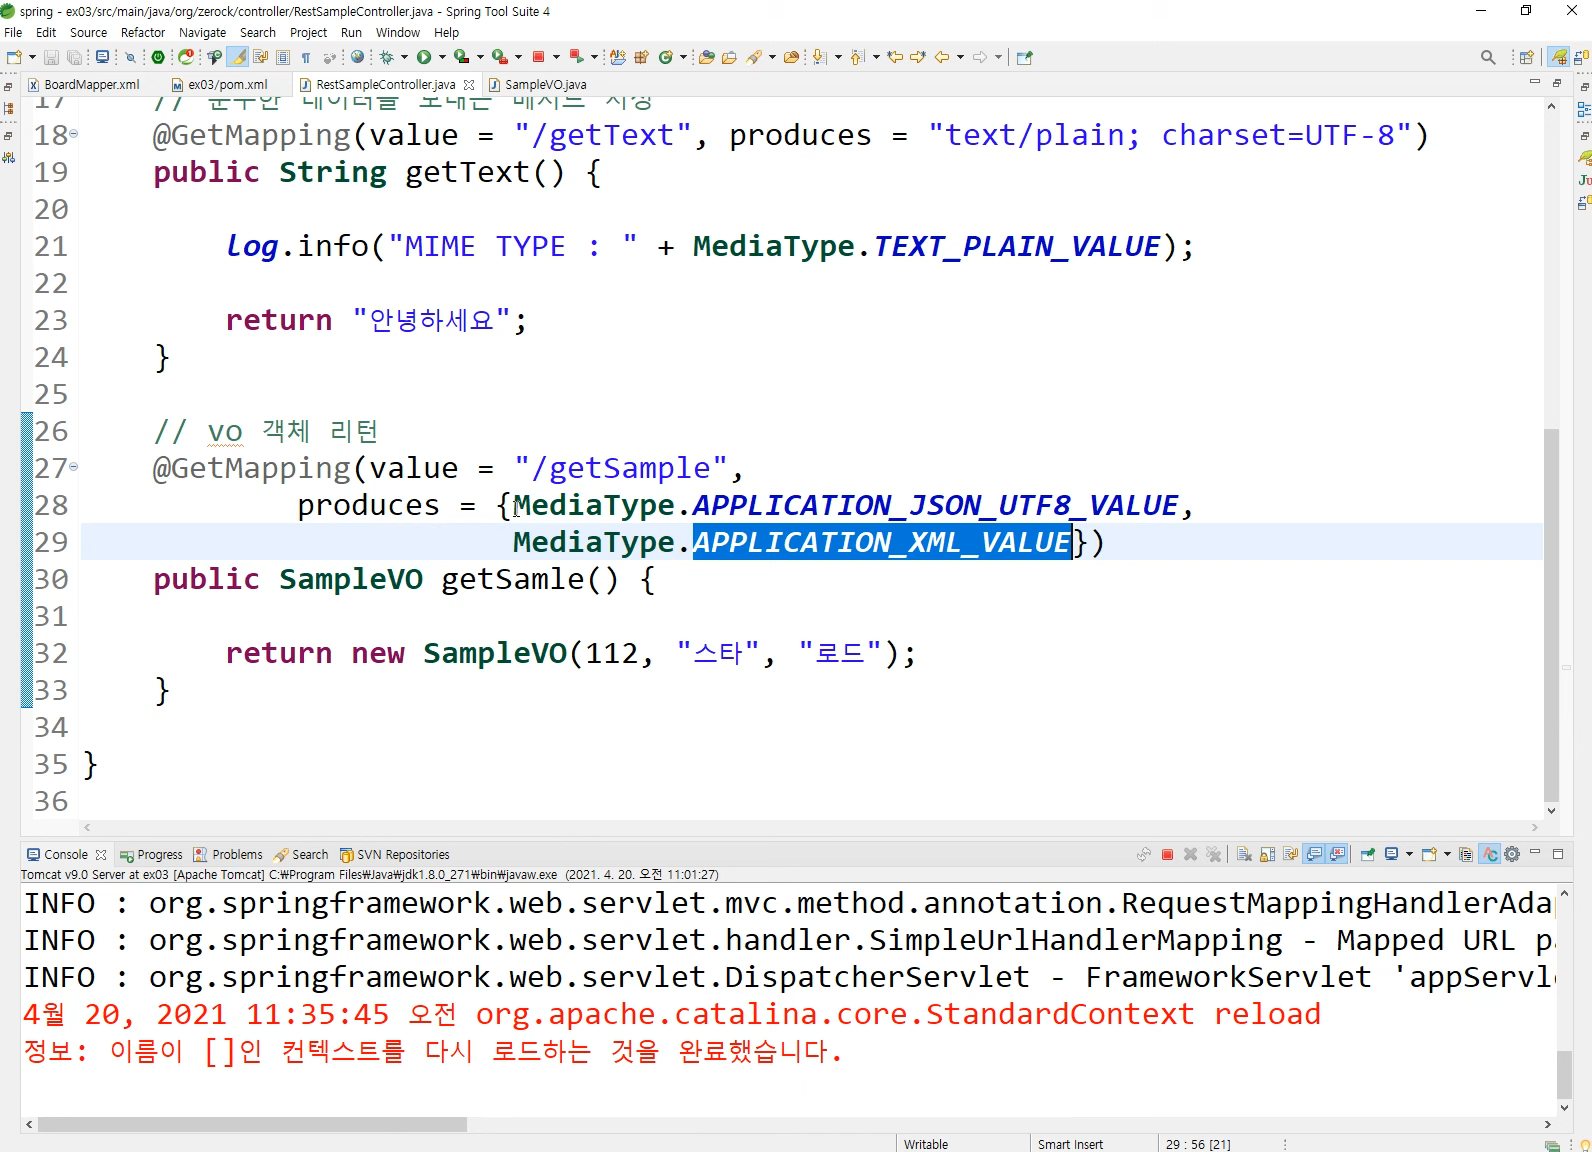 spring - ex03/src/main/java/org/zerock/controller/RestSampleController.java - Spring Tool Suite 4
File Edit Source Refactor Navigate Search Project Run Window Help
BoardMapper.xml ex03/pom.xml RestSampleController.java SampleVO.java
17
18 @GetMapping(value = "/getText", produces = "text/plain; charset=UTF-8")
19 public String getText() {
20
21 log.info("MIME TYPE : " + MediaType.TEXT_PLAIN_VALUE);
22
23 return "안녕하세요";
24 }
25
26 // vo 객체 리턴
27 @GetMapping(value = "/getSample",
28 produces = {MediaType.APPLICATION_JSON_UTF8_VALUE,
29 MediaType.APPLICATION_XML_VALUE})
30 public SampleVO getSamle() {
31
32 return new SampleVO(112, "스타", "로드");
33 }
34
35 }
36
Console Progress Problems Search SVN Repositories
Tomcat v9.0 Server at ex03 [Apache Tomcat] C:₩Program Files₩Java₩jdk1.8.0_271₩bin₩javaw.exe (2021. 4. 20. 오전 11:01:27)
INFO : org.springframework.web.servlet.mvc.method.annotation.RequestMappingHandlerAda
INFO : org.springframework.web.servlet.handler.SimpleUrlHandlerMapping - Mapped URL p
INFO : org.springframework.web.servlet.DispatcherServlet - FrameworkServlet 'appServl
4월 20, 2021 11:35:45 오전 org.apache.catalina.core.StandardContext reload
정보: 이름이 []인 컨텍스트를 다시 로드하는 것을 완료했습니다.
Writable Smart Insert 29 : 56 [21]